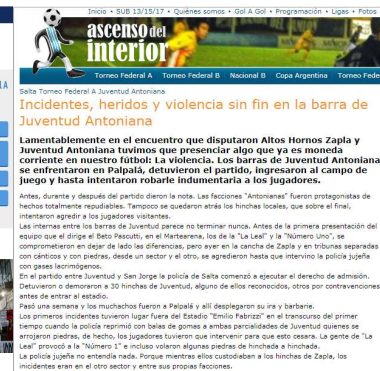 Inicio • SUB 13/15/17 • Quiénes somos • Gol A Gol • Programación • Ligas • Fotos
ascenso del
interior
Torneo Federal A Torneo Federal B Nacional B Copa Argentina Torneo Fede
Salta Torneo Federal A Juventud Antoniana
Incidentes, heridos y violencia sin fin en la barra de
Juventud Antoniana
Lamentablemente en el encuentro que disputaron Altos Hornos Zapla y
Juventud Antoniana tuvimos que presenciar algo que ya es moneda
corriente en nuestro fútbol: La violencia. Los barras de Juventud Antoniana
se enfrentaron en Palpalá, detuvieron el partido, ingresaron al campo de
juego y hasta intentaron robarle indumentaria a los jugadores.
Antes, durante y después del partido dieron la nota. Las facciones "Antonianas" fueron protagonistas de
hechos totalmente repudiables. Tampoco se quedaron atrás los hinchas locales, que sobre el final,
intentaron agredir a los jugadores visitantes.
Las internas entre los barras de Juventud parece no terminar nunca. Antes de la primera presentación del
equipo que el dirige el Beto Pascutti, en el Martearena, los de la "La Leal" y la "Número Uno", se
comprometieron en dejar de lado las diferencias, pero ayer en la cancha de Zapla y en tribunas separadas
con cánticos y con piedras, desde un sector y el otro, se agredieron hasta que intervino la policía jujeña
con gases lacrimógenos.
En el partido entre Juventud y San Jorge la policía de Salta comenzó a ejecutar el derecho de admisión.
Detuvieron o demoraron a 30 hinchas de Juventud, alguno de ellos reconocidos, otros por contravenciones
antes de entrar al estadio.
Pasó una semana y los muchachos fueron a Palpalá y allí desplegaron su ira y barbarie.
Los primeros incidentes tuvieron lugar fuera del Estadio "Emilio Fabrizzi" en el transcurso del primer
tiempo cuando la policía reprimió con balas de gomas a ambas parcialidades de Juventud quienes se
arrojaron piedras, de hecho, los jugadores tuvieron que intervenir para que esto cesara. La gente de "La
Leal" provocó a la "Número 1" e incluso volaron algunas piedras de hinchada a hinchada.
La policía jujeña no entendía nada. Porque mientras ellos custodiaban a los hinchas de Zapla, los
incidentes eran en el otro sector y entre sus propias facciones.